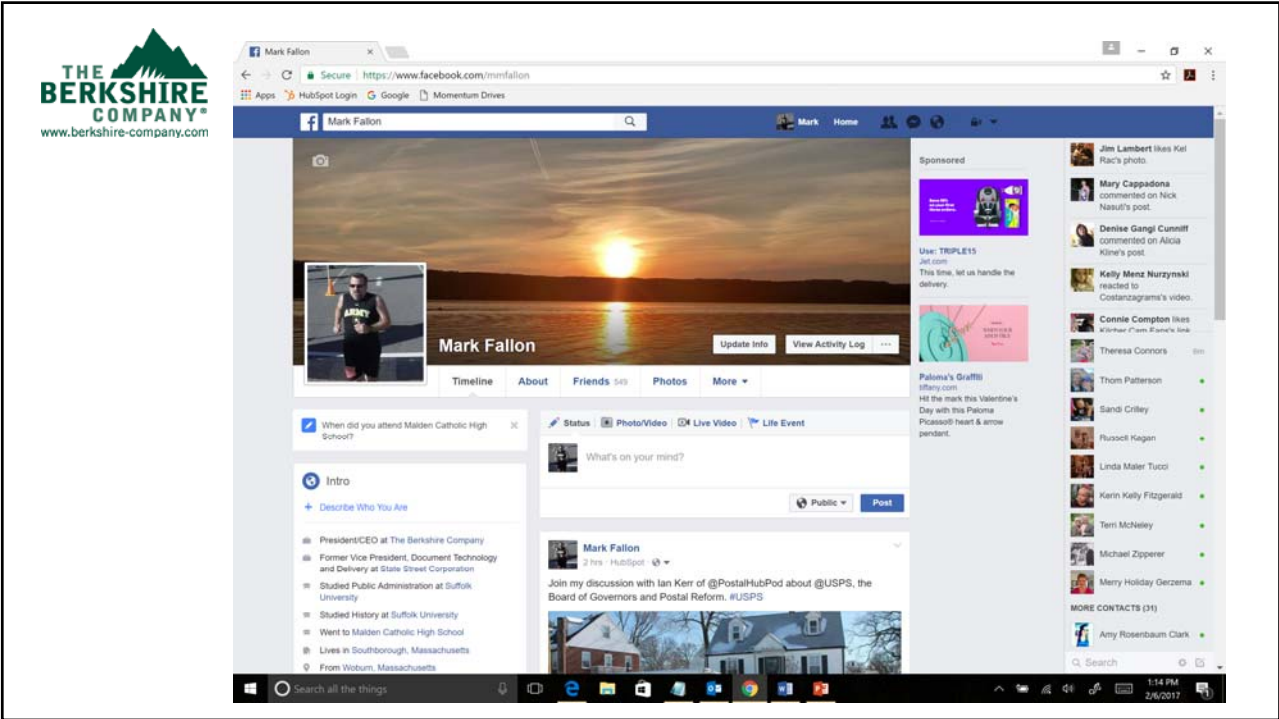 THE
BERKSHIRE
COMPANY®
www.berkshire-company.com
Mark Fallon
Secure https://www.facebook.com/mmfallon
Apps HubSpot Login Google Momentum Drives
Mark Fallon
Mark Home
ARMY
Mark Fallon
Update Info View Activity Log
Timeline About Friends 549 Photos More
When did you attend Malden Catholic High
School?
Intro
Describe Who You Are
President/CEO at The Berkshire Company
Former Vice President, Document Technology
and Delivery at State Street Corporation
Studied Public Administration at Suffolk
University
Studied History at Suffolk University
Went to Malden Catholic High School
Lives in Southborough, Massachusetts
From Woburn, Massachusetts
Status Photo/Video Live Video Life Event
What's on your mind?
Public Post
Mark Fallon
2 hrs · HubSpot ·
Join my discussion with Ian Kerr of @PostalHubPod about @USPS, the
Board of Governors and Postal Reform. #USPS
Sponsored
Use: TRIPLE15
Jet.com
This time, let us handle the
delivery.
Paloma's Graffiti
tiffany.com
Hit the mark this Valentine's
Day with this Paloma
Picasso® heart & arrow
pendant.
Jim Lambert likes Kel
Rac's photo.
Mary Cappadona
commented on Nick
Nasuti's post.
Denise Gangi Cunniff
commented on Alicia
Kline's post.
Kelly Menz Nurzynski
reacted to
Costanzagrams's video.
Connie Compton likes
Kilcher Cam Fans's link
Theresa Connors
Thom Patterson
Sandi Crilley
Russell Kagan
Linda Maler Tucci
Kerin Kelly Fitzgerald
Terri McNeley
Michael Zipperer
Merry Holiday Gerzema
MORE CONTACTS (31)
Amy Rosenbaum Clark
Search
Search all the things
1:14 PM
2/6/2017